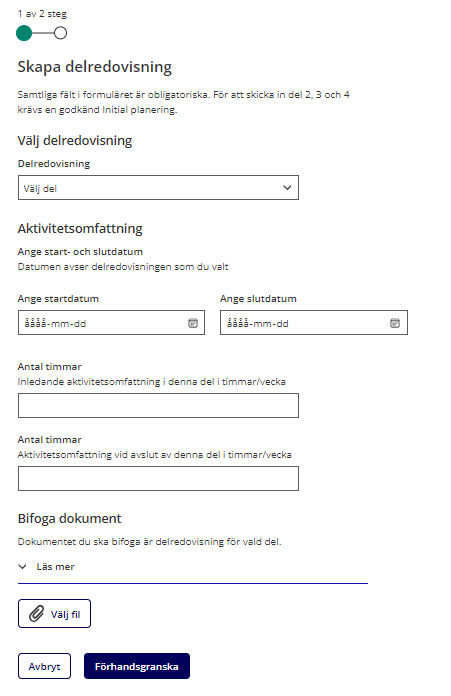 1 av 2 steg
Skapa delredovisning
Samtliga fält i formuläret är obligatoriska. För att skicka in del 2, 3 och 4
krävs en godkänd Initial planering.
Välj delredovisning
Delredovisning
Välj del
Aktivitetsomfattning
Ange start- och slutdatum
Datumen avser delredovisningen som du valt
Ange startdatum
Ange slutdatum
åååå-mm-dd
åååå-mm-dd
Antal timmar
Inledande aktivitetsomfattning i denna del i timmar/vecka
Antal timmar
Aktivitetsomfattning vid avslut av denna del i timmar/vecka
Bifoga dokument
Dokumentet du ska bifoga är delredovisning för vald del.
Läs mer
Välj fil
Avbryt
Förhandsgranska